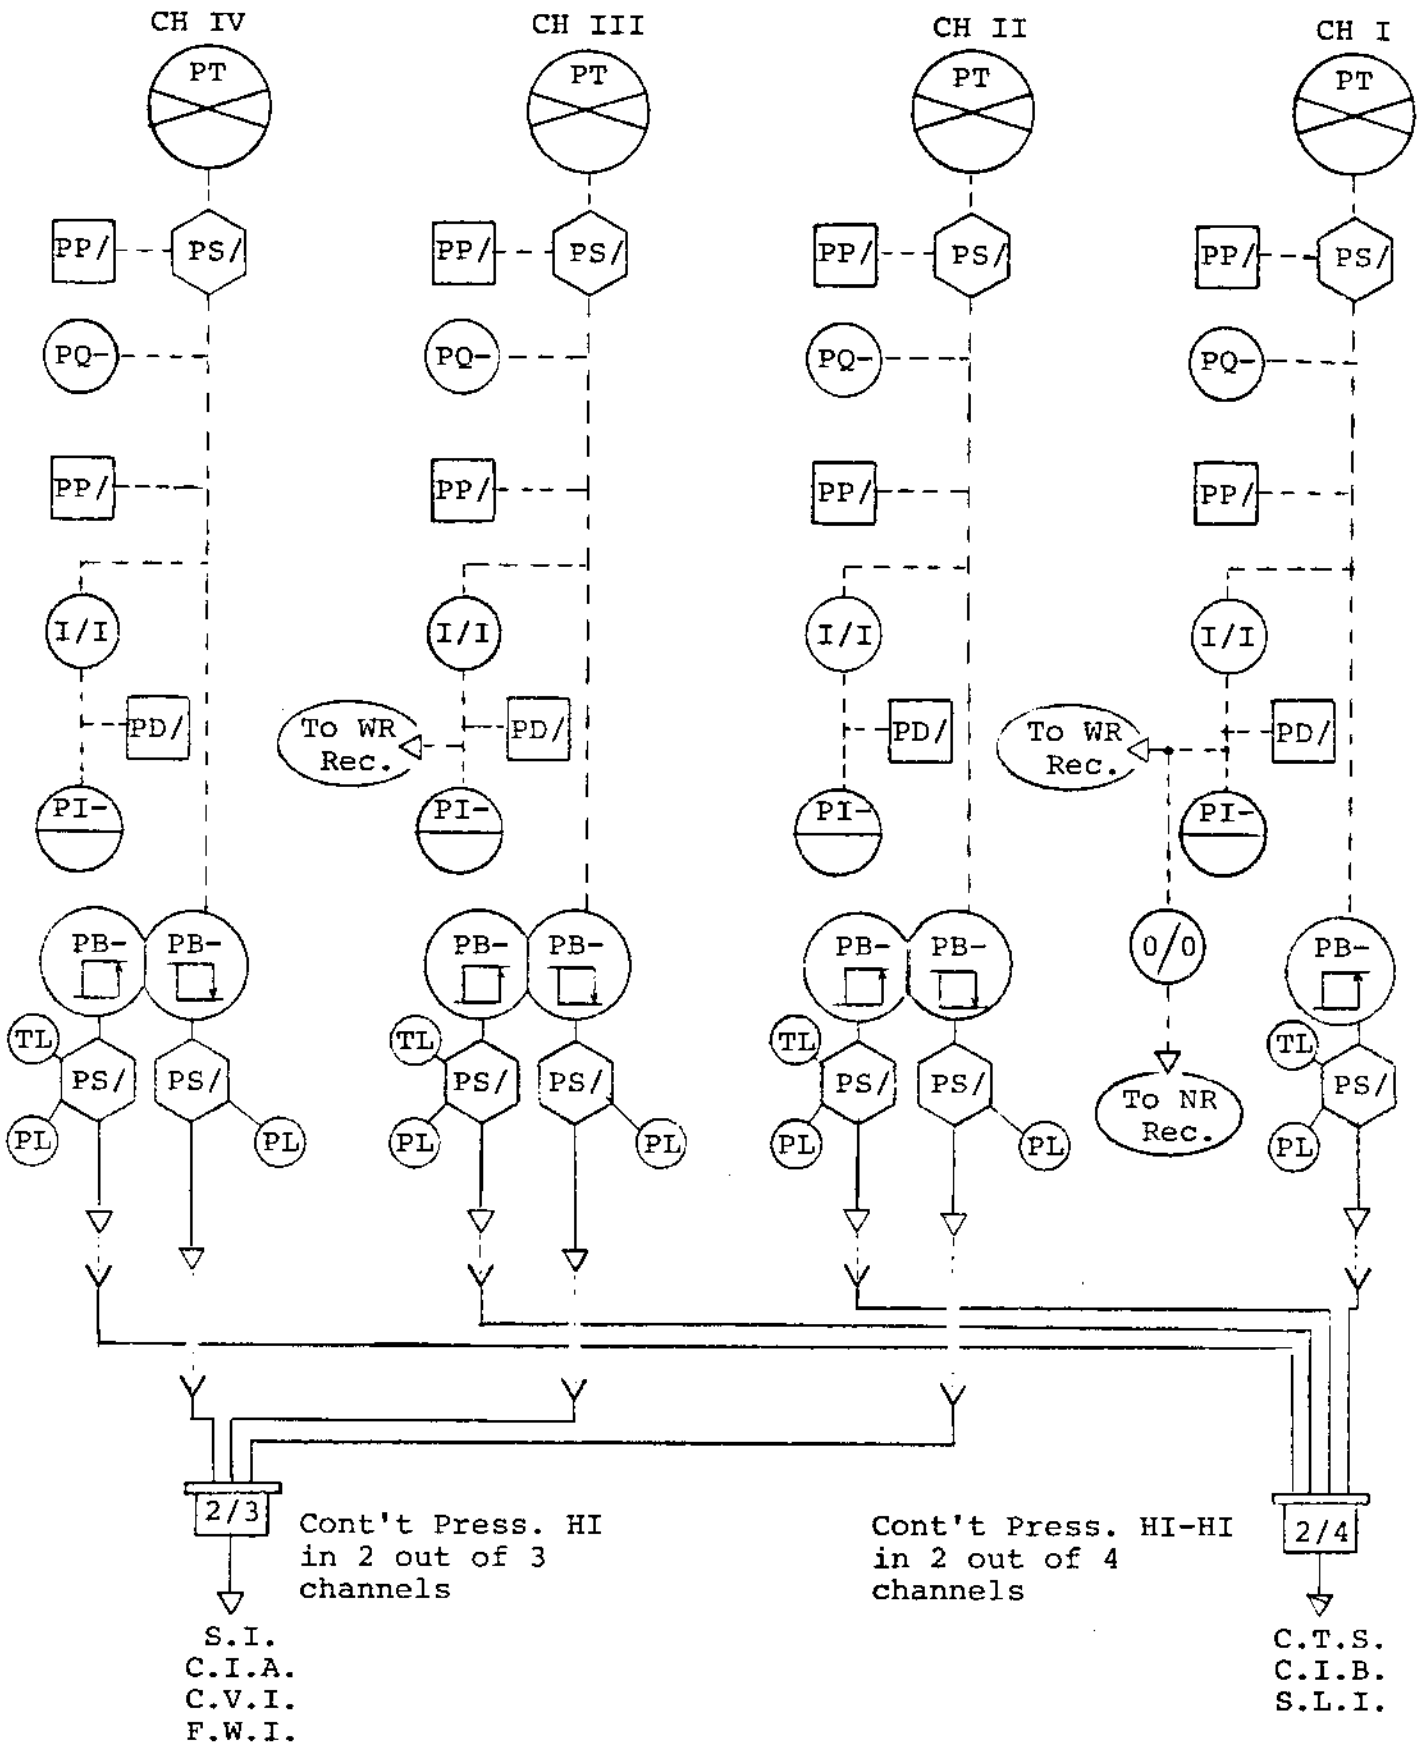 CH IV CH III CH II CH I
PT PT PT PT
PP/ PS/ PP/ PS/ PP/ PS/ PP/ PS/
PQ- PQ- PQ- PQ-
PP/ PP/ PP/ PP/
I/I I/I I/I I/I
PD/ To WR Rec. PD/ PD/ To WR Rec. PD/
PI- PI- PI- PI-
PB- PB- PB- PB- PB- PB- 0/0 PB-
TL TL TL TL
PS/ PS/ PS/ PS/ PS/ PS/ To NR Rec. PS/
PL PL PL PL PL PL PL
2/3
Cont't Press. HI
in 2 out of 3
channels
Cont't Press. HI-HI
in 2 out of 4
channels
2/4
S.I.
C.I.A.
C.V.I.
F.W.I.
C.T.S.
C.I.B.
S.L.I.